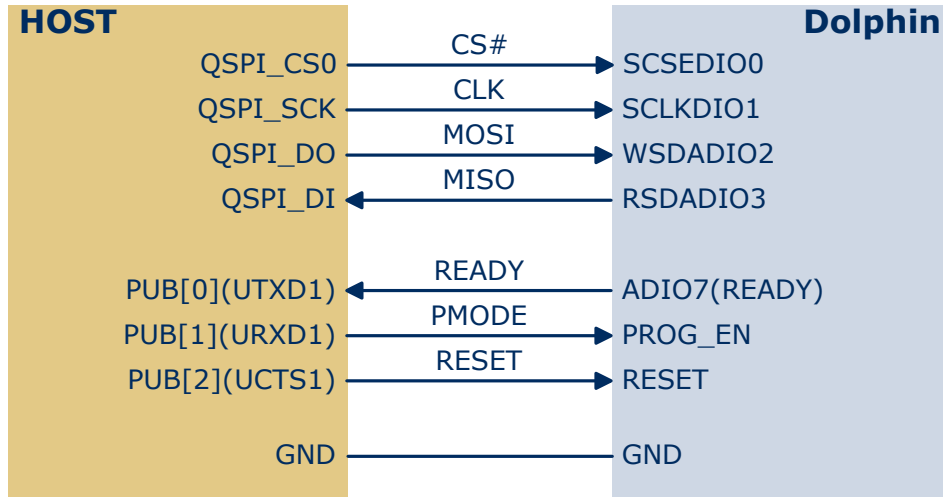 HOST Dolphin
CS#
QSPI_CS0 SCSEDIO0
CLK
QSPI_SCK SCLKDIO1
MOSI
QSPI_DO WSDADIO2
MISO
QSPI_DI RSDADIO3
READY
PUB[0](UTXD1) ADIO7(READY)
PMODE
PUB[1](URXD1) PROG_EN
RESET
PUB[2](UCTS1) RESET
GND GND